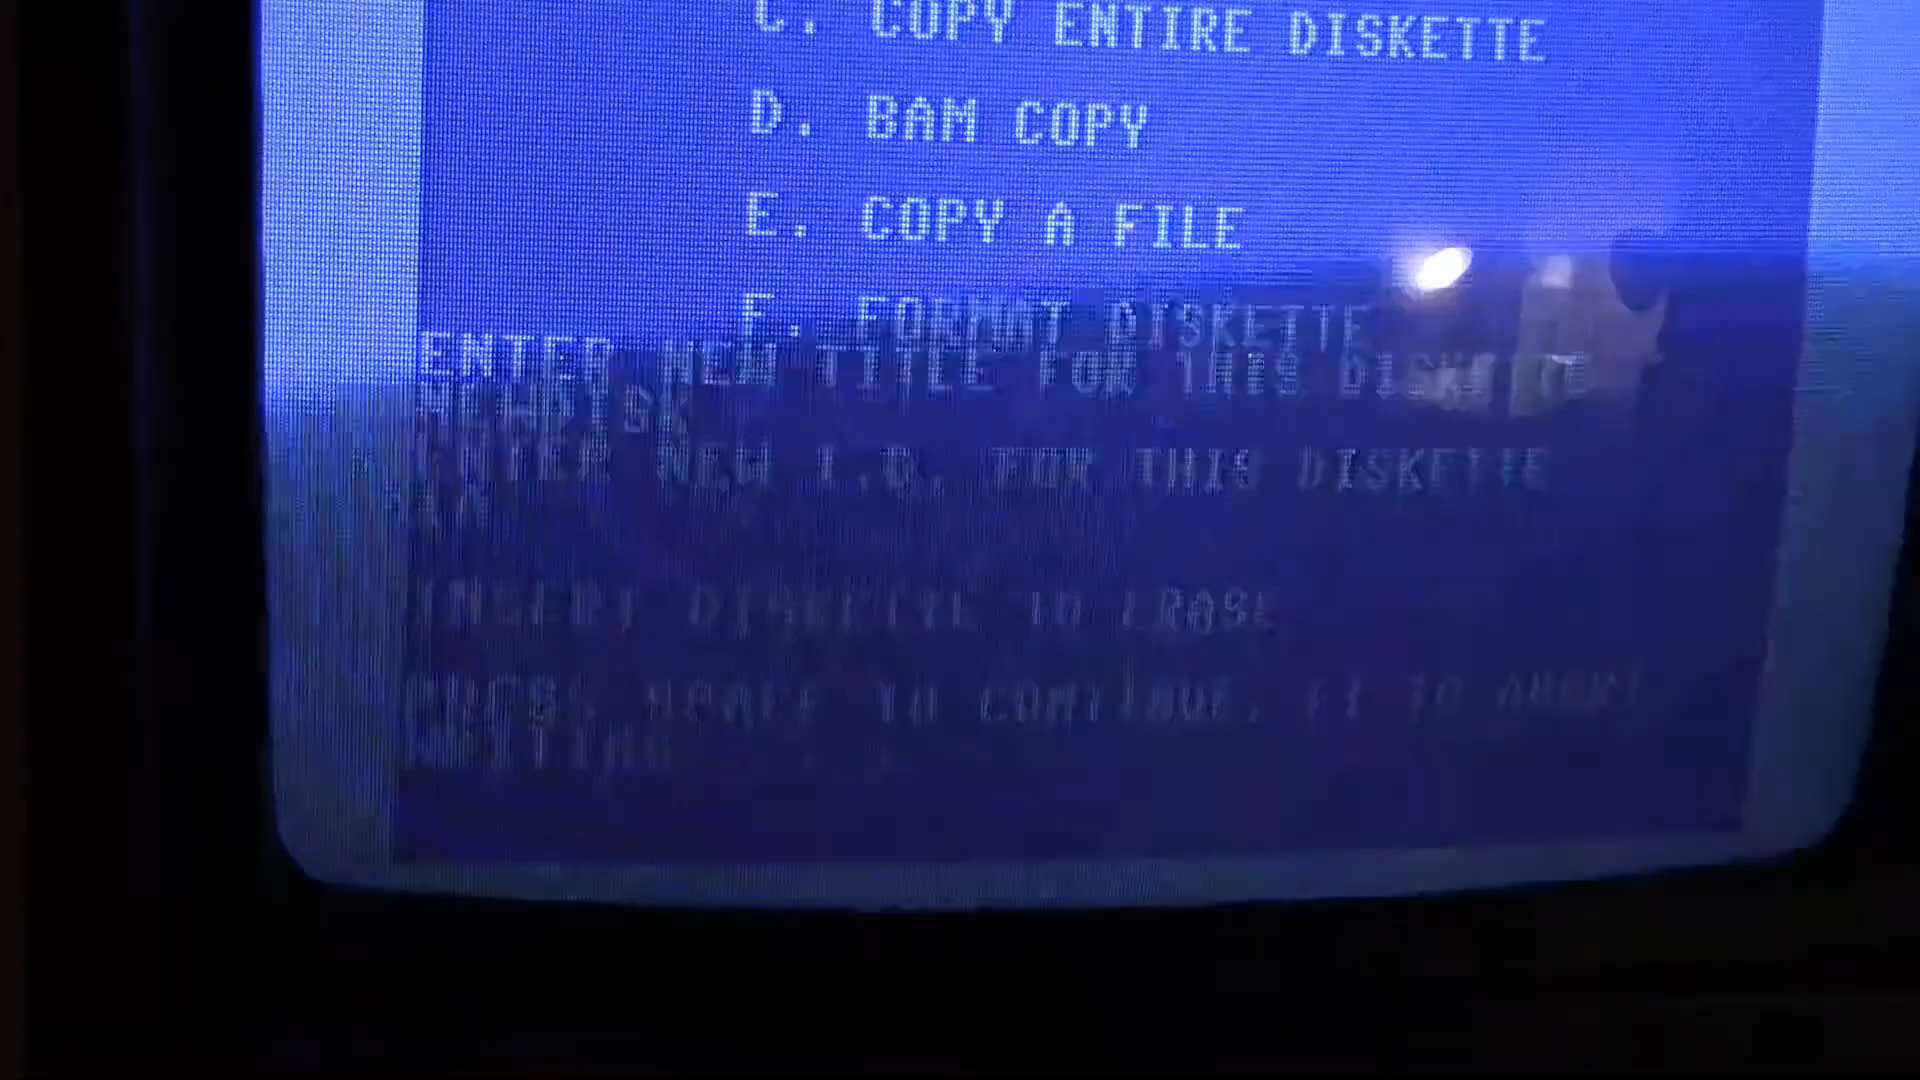 C. COPY ENTIRE DISKETTE
D. BAM COPY
E. COPY A FILE
F. FORMAT DISKETTE
ENTER NEW TITLE FOR THIS DISKETTE
NEWDISK
ENTER NEW I.D. FOR THIS DISKETTE
INSERT DISKETTE TO ERASE
PRESS SPACE TO CONTINUE, F1 TO ABORT